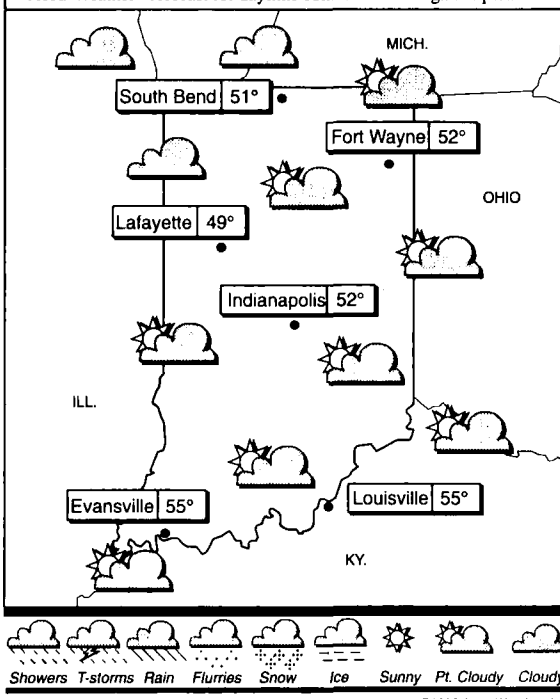 MICH.
South Bend 51°
Fort Wayne 52°
OHIO
Lafayette 49°
Indianapolis 52°
ILL.
Evansville 55°
Louisville 55°
KY.
Showers T-storms Rain Flurries Snow Ice Sunny Pt. Cloudy Cloudy